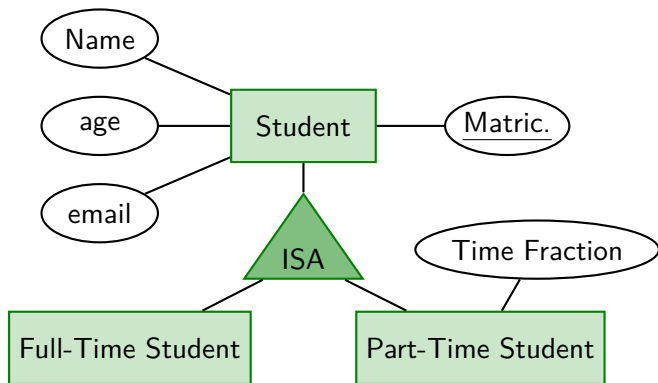 Name
age
Student
Matric.
email
ISA
Time Fraction
Full-Time Student
Part-Time Student